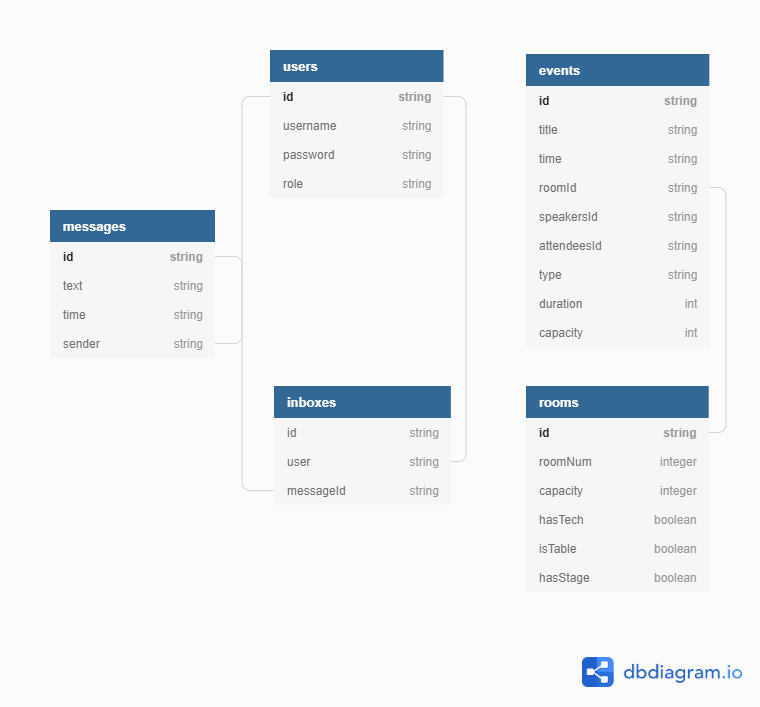 users
id string
username string
password string
role string
messages
id string
text string
time string
sender string
inboxes
id string
user string
messageId string
events
id string
title string
time string
roomId string
speakersId string
attendeesId string
type string
duration int
capacity int
rooms
id string
roomNum integer
capacity integer
hasTech boolean
isTable boolean
hasStage boolean
dbdiagram.io